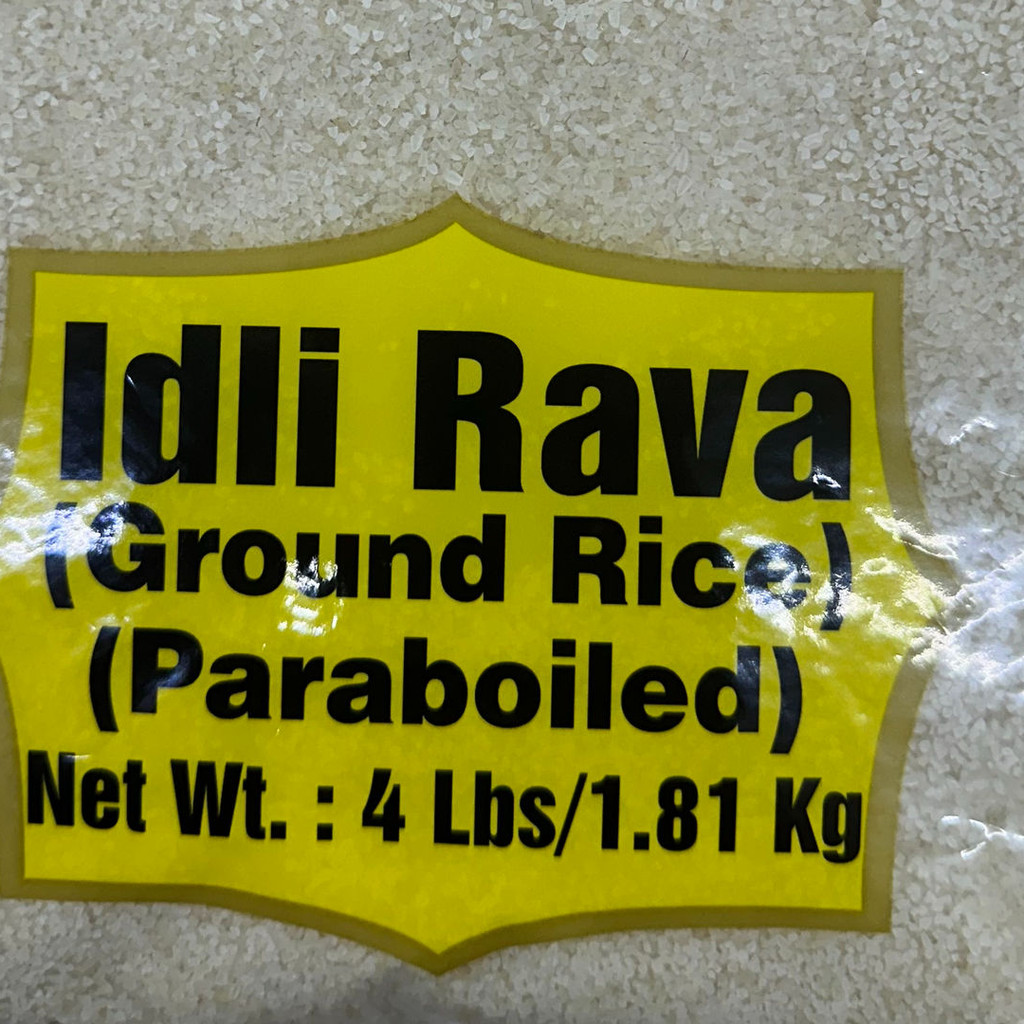 Idli Rava
(Ground Rice)
(Paraboiled)
Net Wt. : 4 Lbs/1.81 Kg